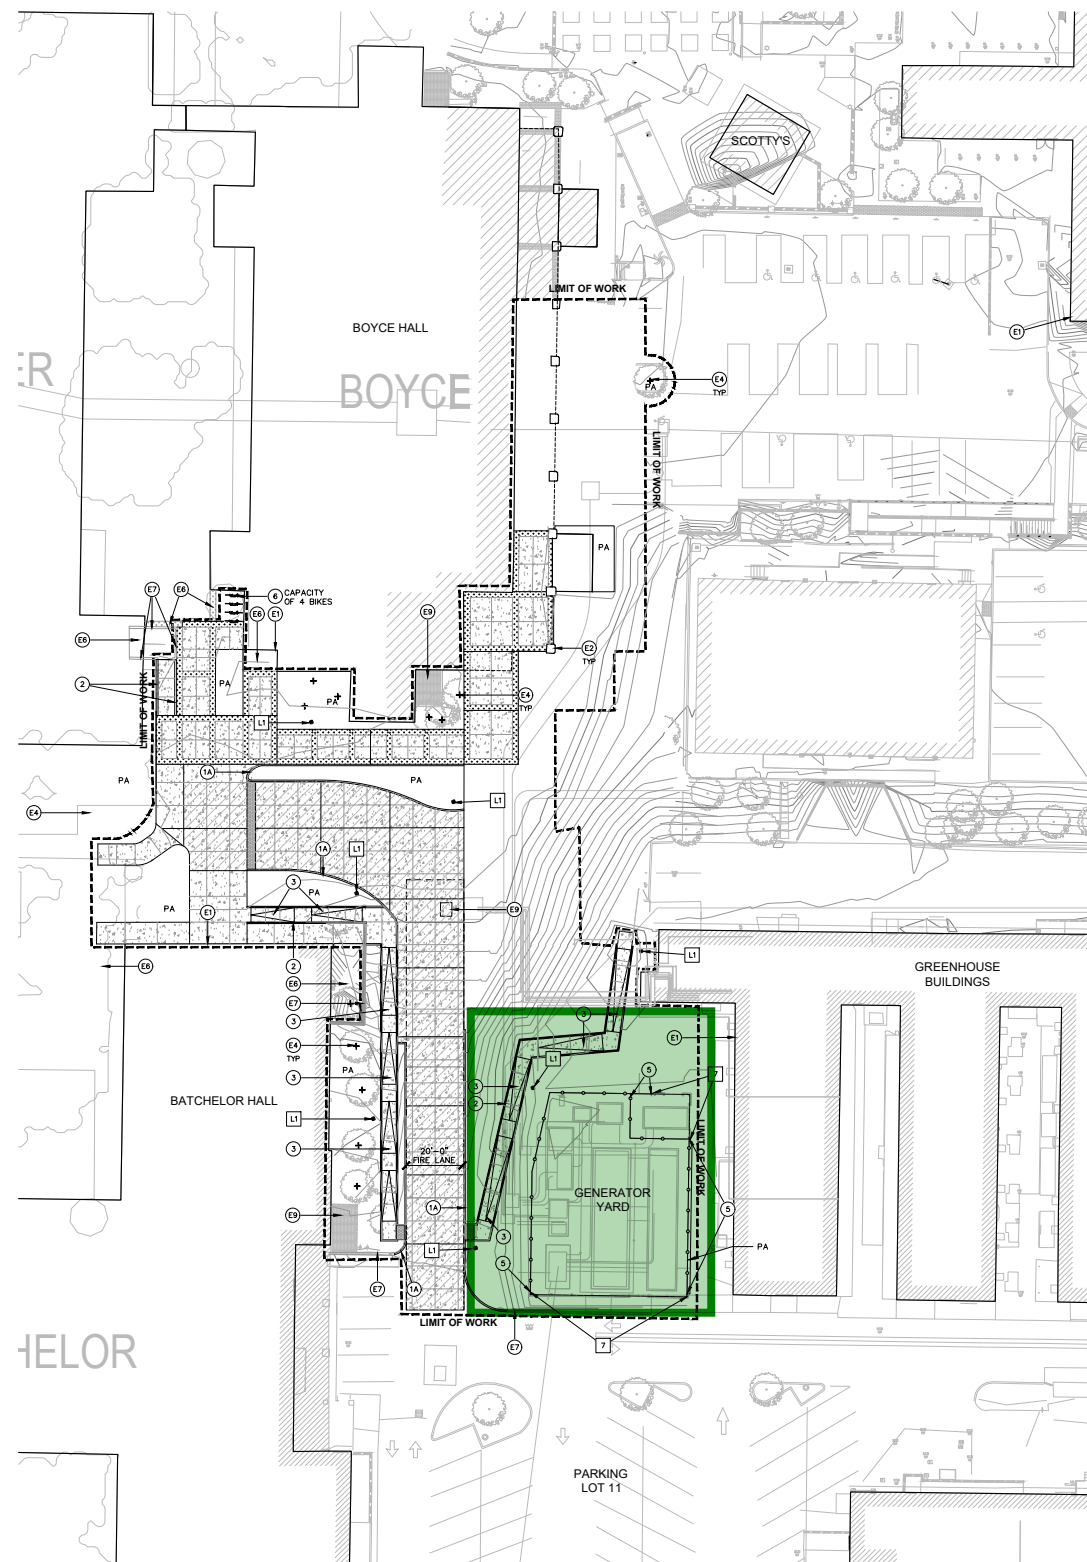 SCOTTY'S
LIMIT OF WORK
BOYCE HALL
BOYCE
ER
E1
E4
TYP
PA
LIMIT OF WORK
PA
E7
E6
6
CAPACITY
OF 4 BIKES
E6
E1
E9
E6
E2
TYP
2
PA
PA
E4
TYP
L1
LIMIT OF WORK
1A
PA
PA
E4
L1
1A
L1
3
PA
PA
E1
E9
2
L1
E6
E6
GREENHOUSE
BUILDINGS
E7
3
3
E1
E4
TYP
PA
L1
5
7
3
3
2
BATCHELOR HALL
L1
3
20'-0"
FIRE LANE
LIMIT OF WORK
GENERATOR
YARD
1A
5
E9
3
L1
PA
5
E7
1A
LIMIT OF WORK
7
E7
HELOR
PARKING
LOT 11